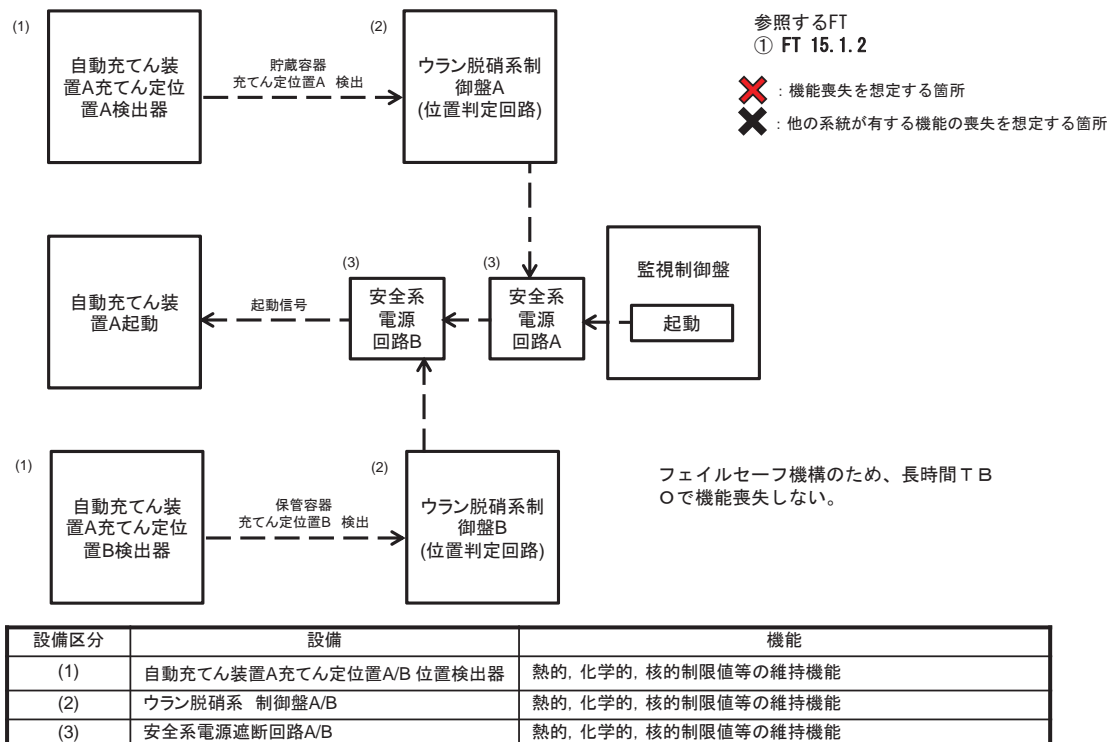 (1)
自動充てん装
置A充てん定位
置A検出器
貯蔵容器
充てん定位置A 検出
(2)
ウラン脱硝系制
御盤A
(位置判定回路)
参照するFT
① FT 15.1.2
：機能喪失を想定する箇所
：他の系統が有する機能の喪失を想定する箇所
自動充てん装
置A起動
起動信号
(3)
安全系
電源
回路B
(3)
安全系
電源
回路A
監視制御盤
起動
(1)
自動充てん装
置A充てん定位
置B検出器
保管容器
充てん定位置B 検出
(2)
ウラン脱硝系制
御盤B
(位置判定回路)
フェイルセーフ機構のため、長時間ＴＢ
Ｏで機能喪失しない。
設備区分 設備 機能
(1) 自動充てん装置A充てん定位置A/B 位置検出器 熱的, 化学的, 核的制限値等の維持機能
(2) ウラン脱硝系 制御盤A/B 熱的, 化学的, 核的制限値等の維持機能
(3) 安全系電源遮断回路A/B 熱的, 化学的, 核的制限値等の維持機能